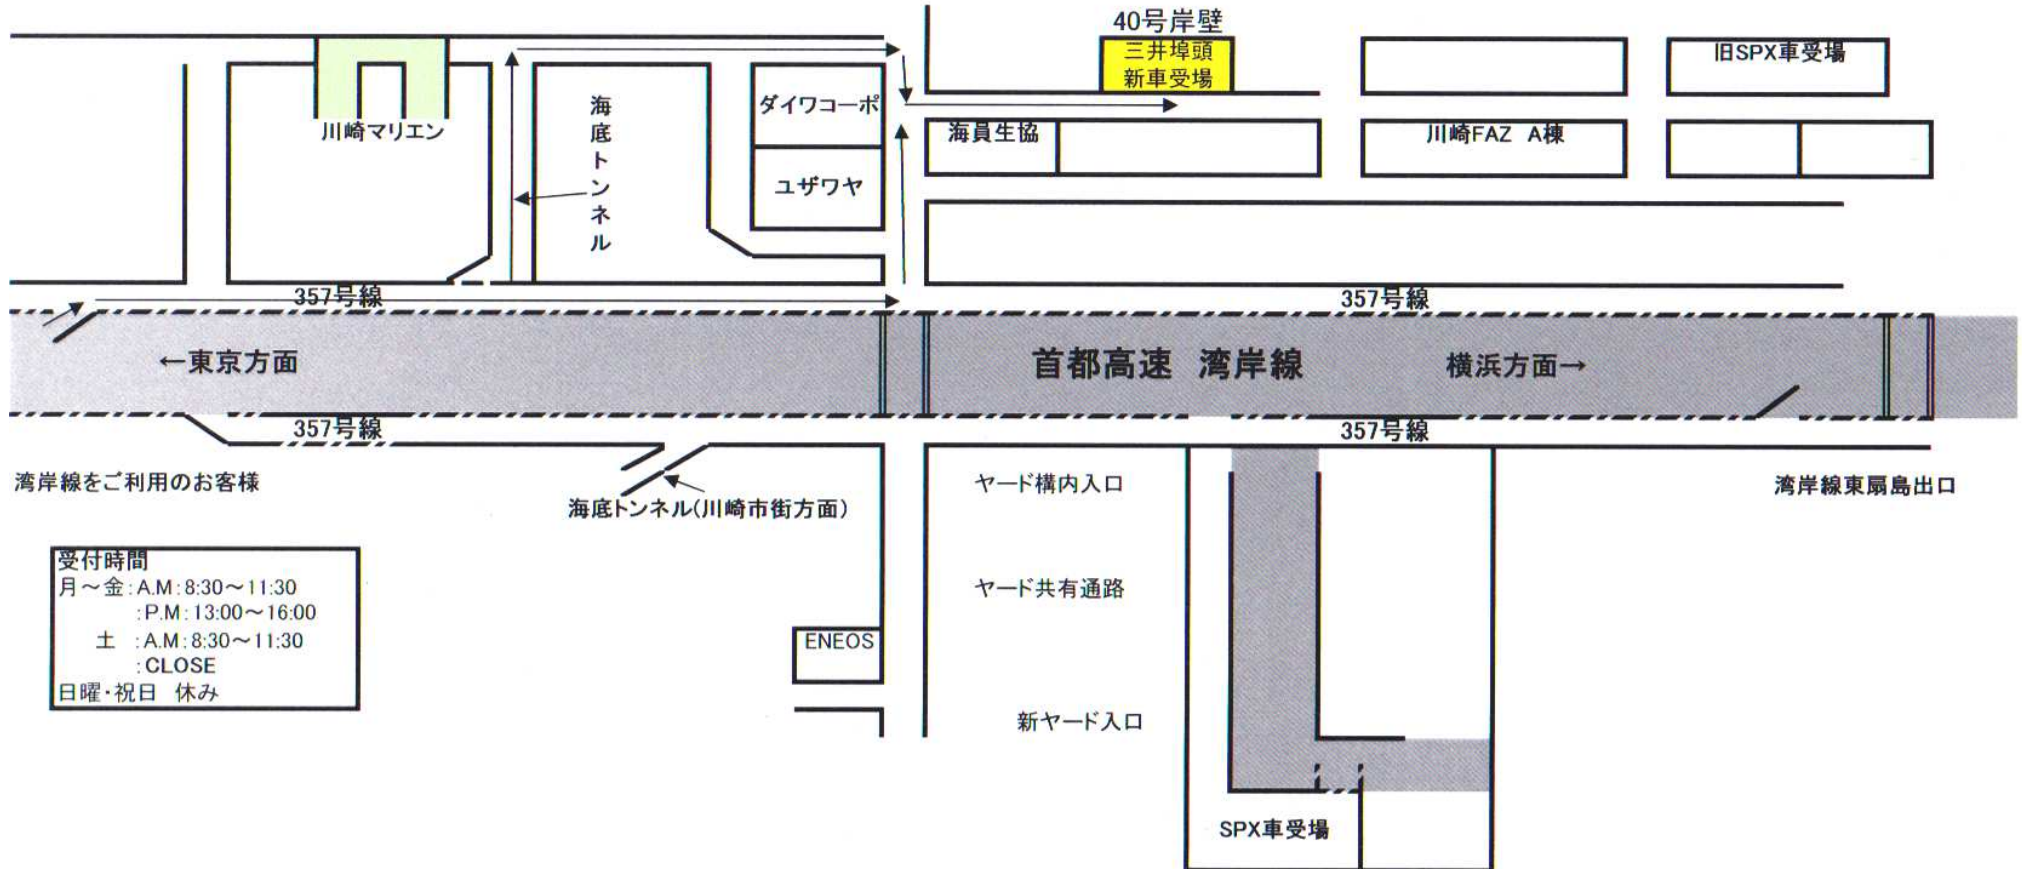 40号岸壁
三井埠頭
新車受場
旧SPX車受場
海底トンネル
ダイワコーポ
川崎マリエン
海員生協
川崎FAZ A棟
ユザワヤ
357号線
357号線
←東京方面
首都高速 湾岸線
横浜方面→
357号線
357号線
湾岸線をご利用のお客様
ヤード構内入口
湾岸線東扇島出口
海底トンネル(川崎市街方面)
受付時間
月～金:A.M:8:30～11:30
:P.M:13:00～16:00
土 :A.M:8:30～11:30
:CLOSE
日曜・祝日 休み
ヤード共有通路
ENEOS
新ヤード入口
SPX車受場